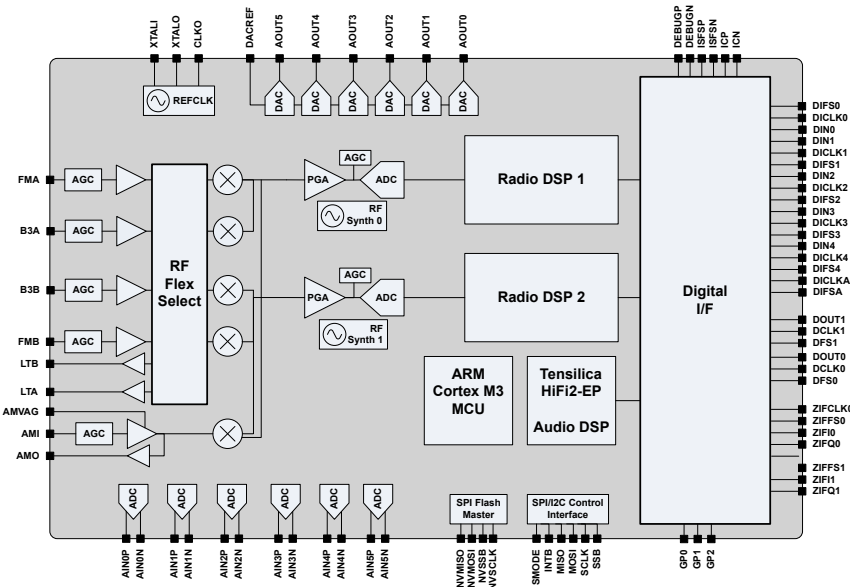 XTALI
XTALO
CLKO
DACREF
AOUT5
AOUT4
AOUT3
AOUT2
AOUT1
AOUT0
DEBUGP
DEBUGN
ISFSP
ISFSN
ICP
ICN
REFCLK
DAC
DAC
DAC
DAC
DAC
DAC
FMA
B3A
B3B
FMB
LTB
LTA
AMVAG
AMI
AMO
AGC
AGC
AGC
AGC
AGC
RF
Flex
Select
PGA
AGC
ADC
RF
Synth 0
PGA
AGC
ADC
RF
Synth 1
Radio DSP 1
Radio DSP 2
ARM
Cortex M3
MCU
Tensilica
HiFi2-EP
Audio DSP
Digital
I/F
DIFS0
DICLK0
DIN0
DIN1
DICLK1
DIFS1
DIN2
DICLK2
DIFS2
DIN3
DICLK3
DIFS3
DIN4
DICLK4
DIFS4
DICLKA
DIFSA
DOUT1
DCLK1
DFS1
DOUT0
DCLK0
DFS0
ZIFCLK0
ZIFFS0
ZIFI0
ZIFQ0
ZIFFS1
ZIFI1
ZIFQ1
ADC
ADC
ADC
ADC
ADC
ADC
SPI Flash
Master
SPI/I2C Control
Interface
AIN0P
AIN0N
AIN1P
AIN1N
AIN2P
AIN2N
AIN3P
AIN3N
AIN4P
AIN4N
AIN5P
AIN5N
NVMISO
NVMOSI
NVSSB
NVSCLK
SMODE
INTB
MISO
MOSI
SCLK
SSB
GP0
GP1
GP2